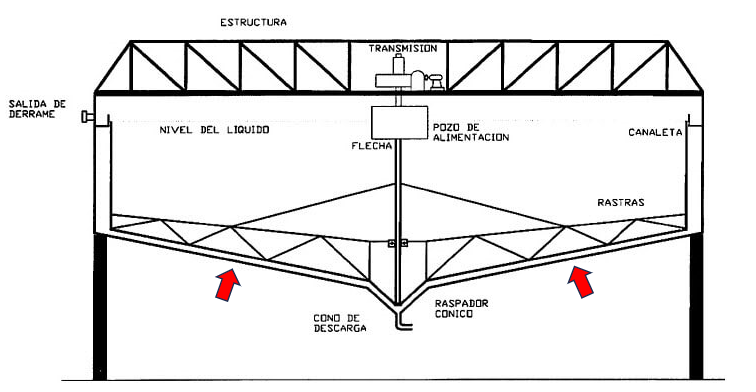 ESTRUCTURA
TRANSMISION
SALIDA DE
DERRAME
NIVEL DEL LIQUIDO
POZO DE
ALIMENTACION
CANALETA
FLECHA
RASTRAS
CONO DE
DESCARGA
RASPADOR
CONICO